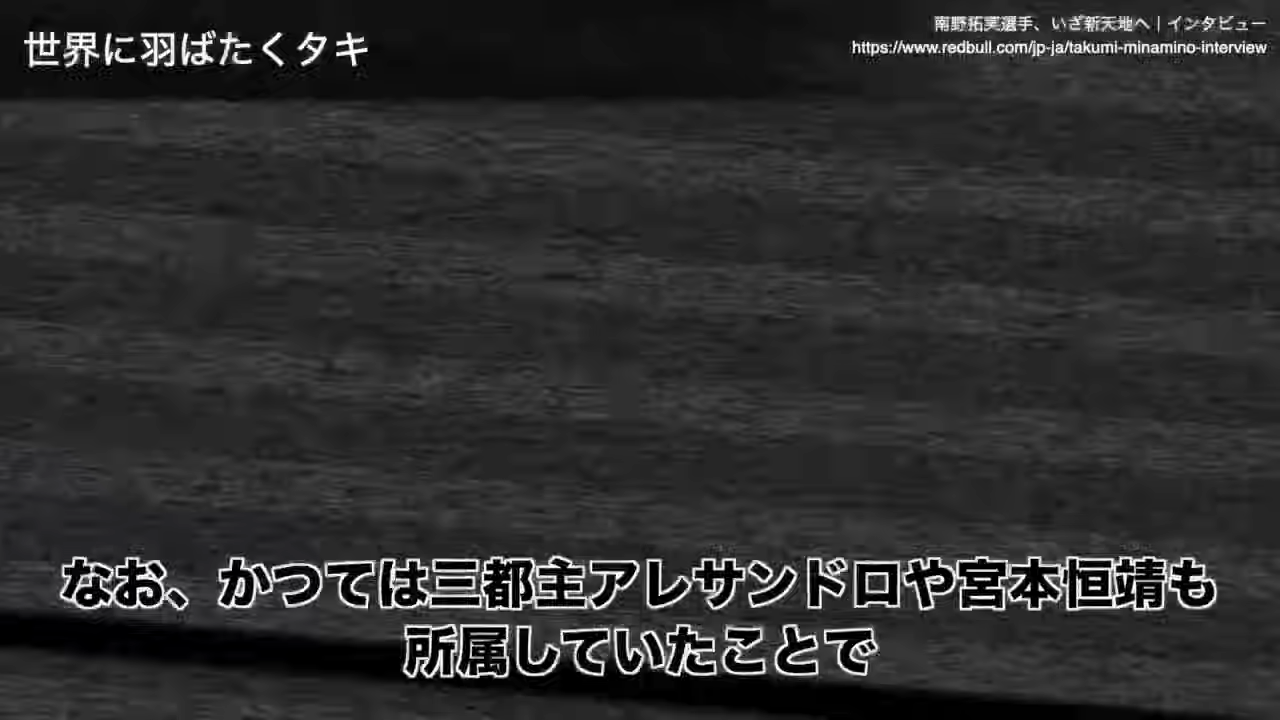 世界に羽ばたくタキ
南野拓実選手、いざ新天地へ | インタビュー
https://www.redbull.com/jp-ja/takumi-minamino-interview
なお、かつては三都主アレサンドロや宮本恒靖も
所属していたことで